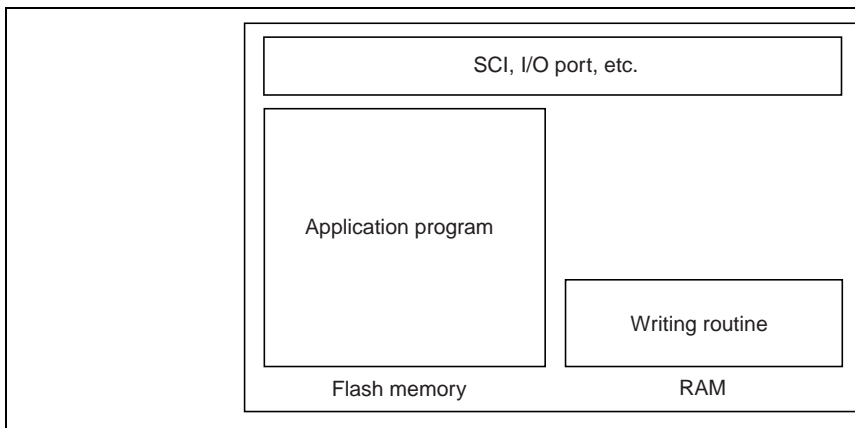 SCI, I/O port, etc.
Application program
Writing routine
Flash memory
RAM